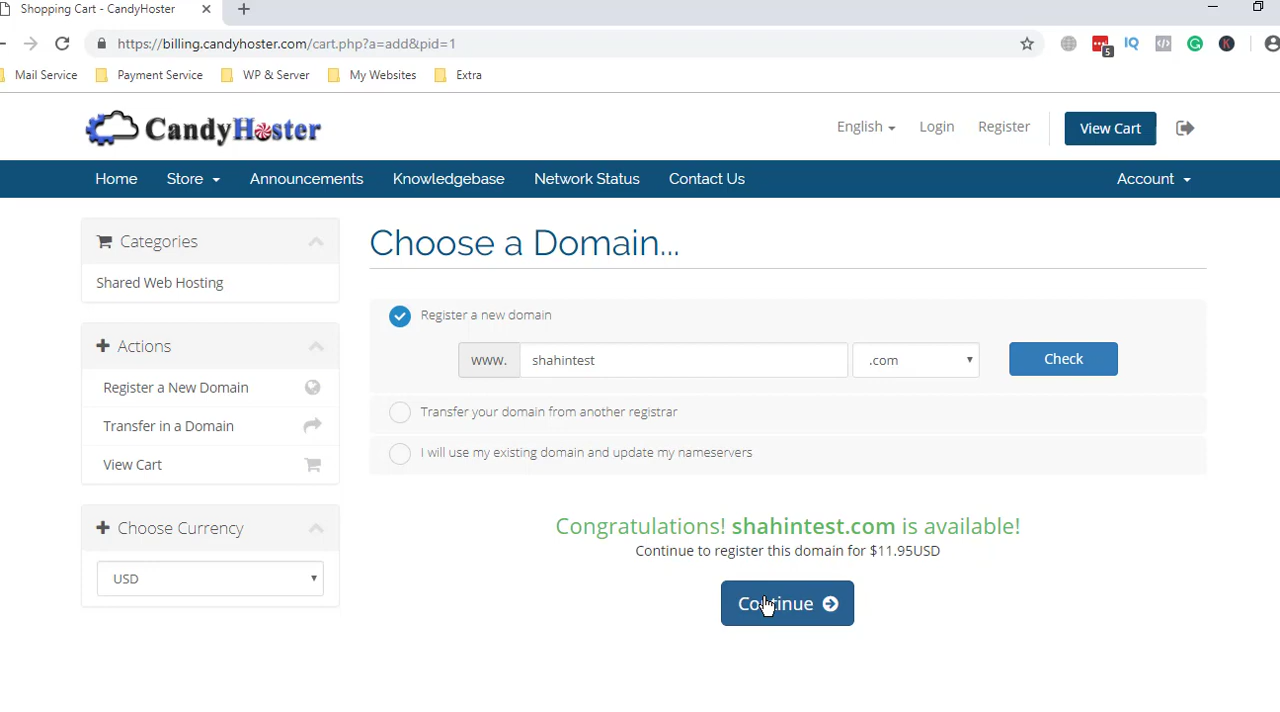 Shopping Cart - CandyHoster
https://billing.candyhoster.com/cart.php?a=add&pid=1
5
IQ
K
Mail Service
Payment Service
WP & Server
My Websites
Extra
CandyHoster
English
Login
Register
View Cart
Home
Store
Announcements
Knowledgebase
Network Status
Contact Us
Account
Categories
Shared Web Hosting
Actions
Register a New Domain
Transfer in a Domain
View Cart
Choose Currency
USD
Choose a Domain...
Register a new domain
www.
shahintest
.com
Check
Transfer your domain from another registrar
I will use my existing domain and update my nameservers
Congratulations! shahintest.com is available!
Continue to register this domain for $11.95USD
Continue